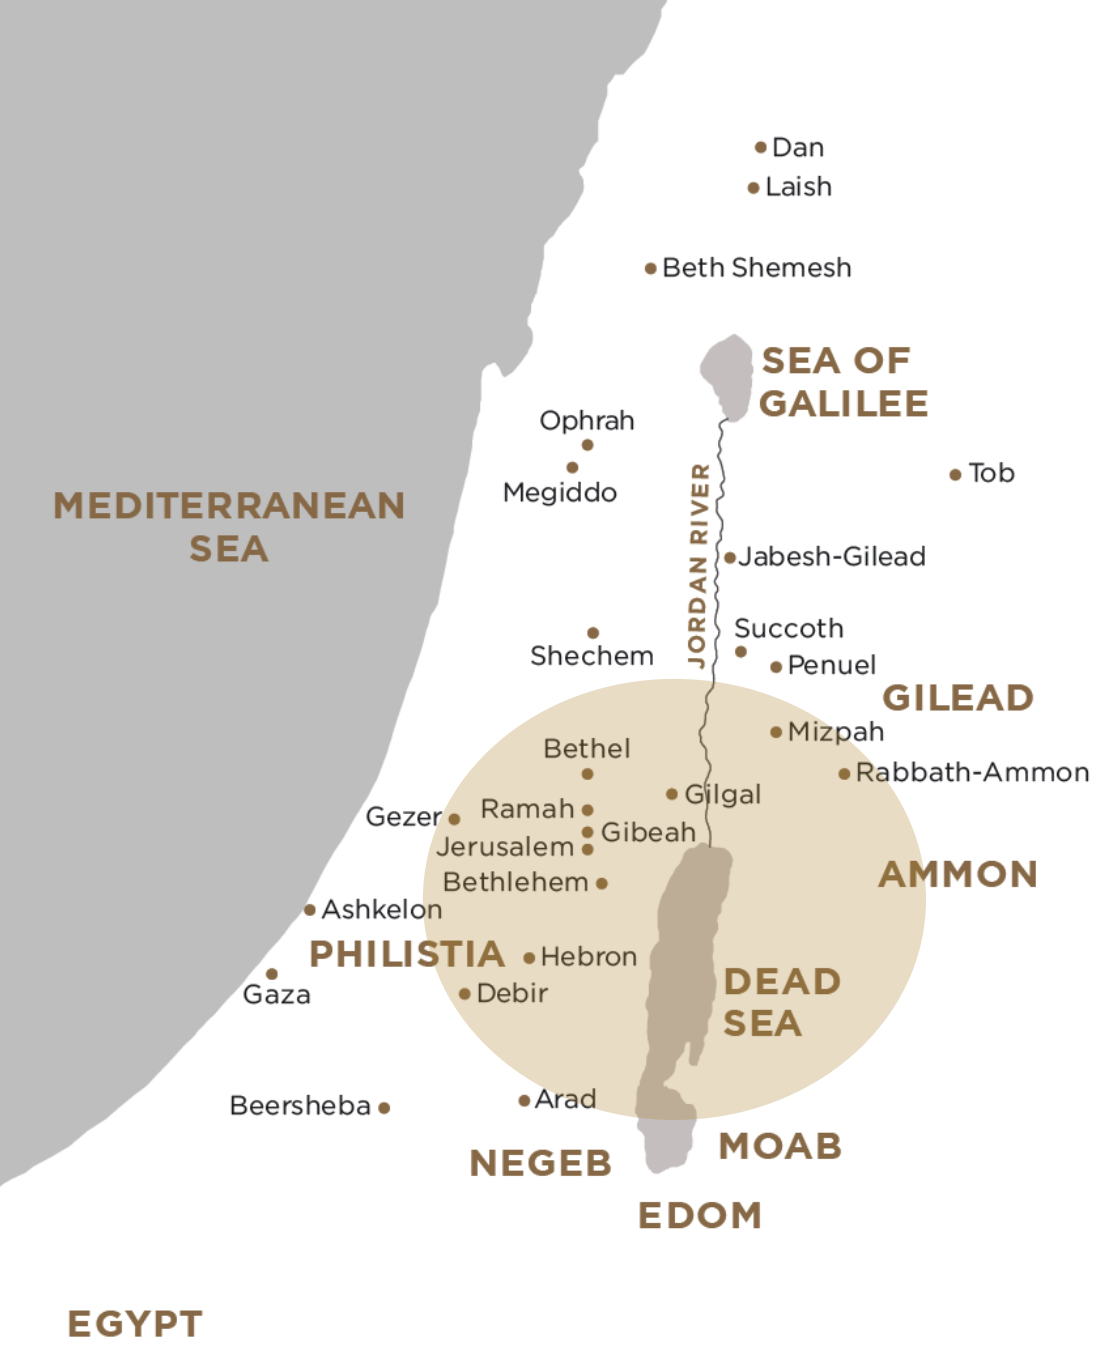 Dan
Laish
Beth Shemesh
SEA OF
GALILEE
Ophrah
Megiddo
Tob
MEDITERRANEAN
SEA
JORDAN RIVER
Jabesh-Gilead
Succoth
Shechem
Penuel
GILEAD
Mizpah
Bethel
Rabbath-Ammon
Gilgal
Ramah
Gezer
Gibeah
Jerusalem
AMMON
Bethlehem
Ashkelon
PHILISTIA
Hebron
DEAD
SEA
Gaza
Debir
Beersheba
Arad
MOAB
NEGEB
EDOM
EGYPT